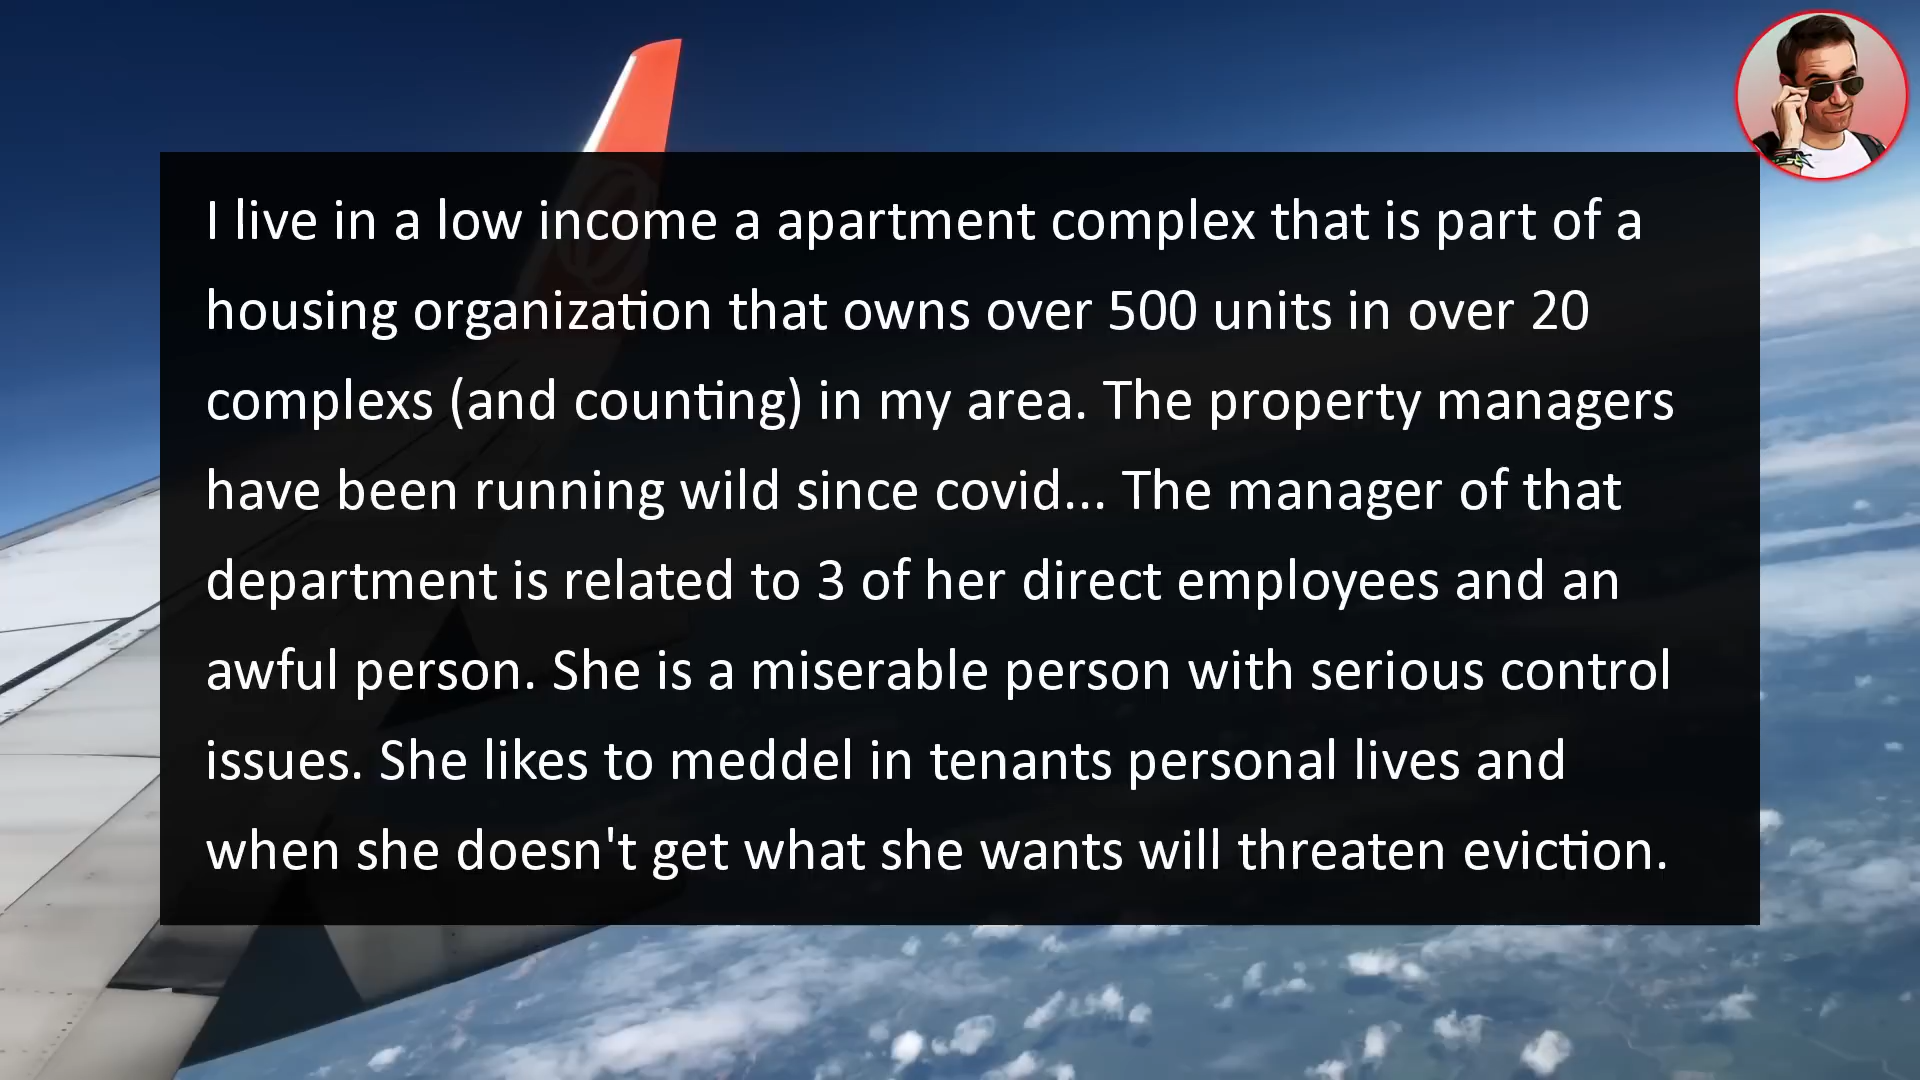 I live in a low income a apartment complex that is part of a
housing organization that owns over 500 units in over 20
complexs (and counting) in my area. The property managers
have been running wild since covid... The manager of that
department is related to 3 of her direct employees and an
awful person. She is a miserable person with serious control
issues. She likes to meddel in tenants personal lives and
when she doesn't get what she wants will threaten eviction.